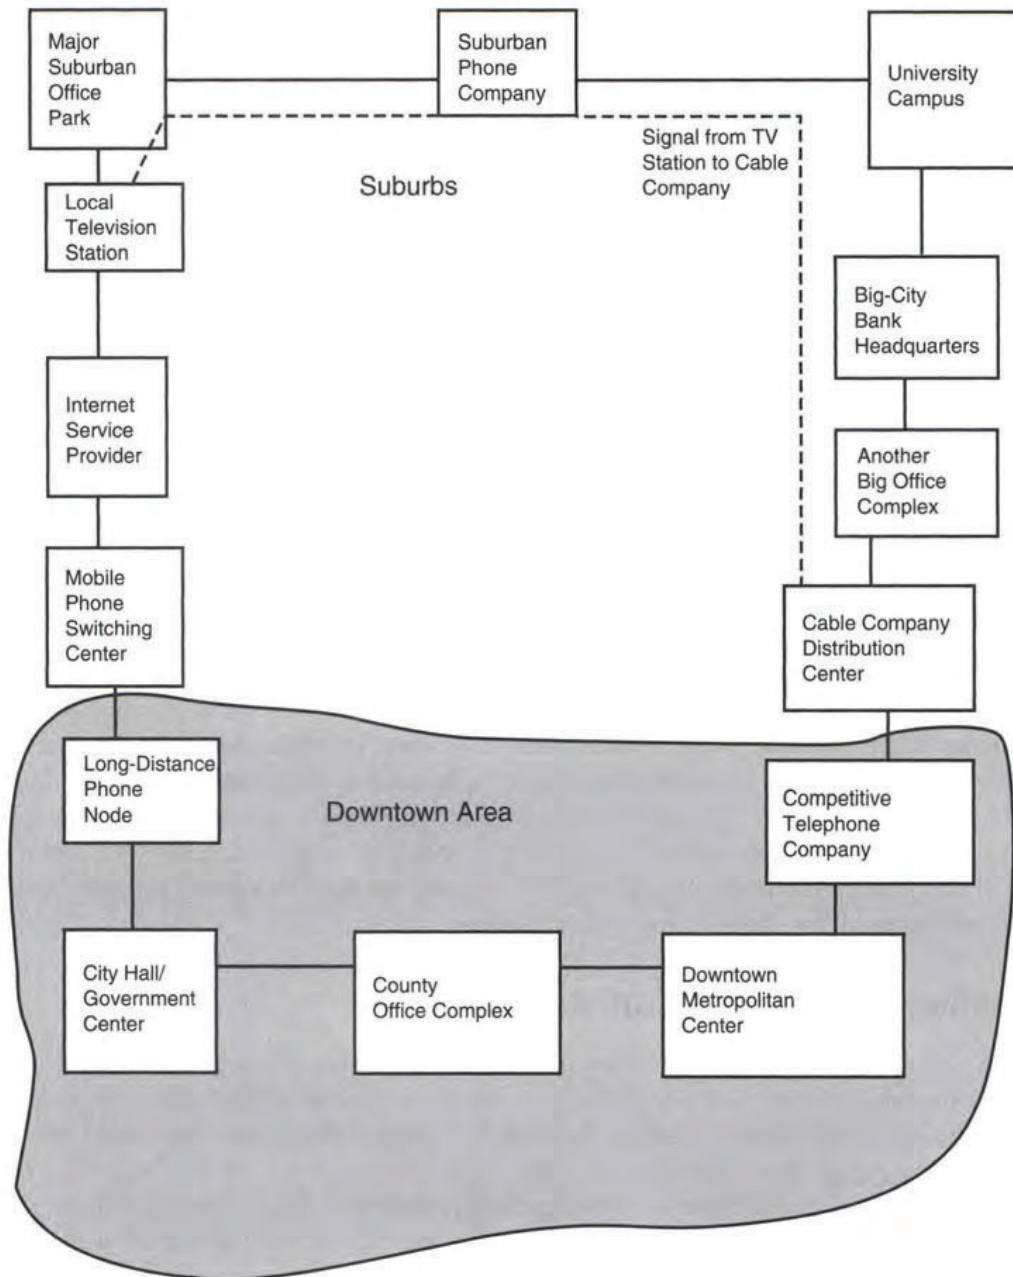 Major
Suburban
Office
Park
Suburban
Phone
Company
University
Campus
Signal from TV
Station to Cable
Company
Suburbs
Local
Television
Station
Big-City
Bank
Headquarters
Internet
Service
Provider
Another
Big Office
Complex
Mobile
Phone
Switching
Center
Cable Company
Distribution
Center
Long-Distance
Phone
Node
Downtown Area
Competitive
Telephone
Company
City Hall/
Government
Center
County
Office Complex
Downtown
Metropolitan
Center